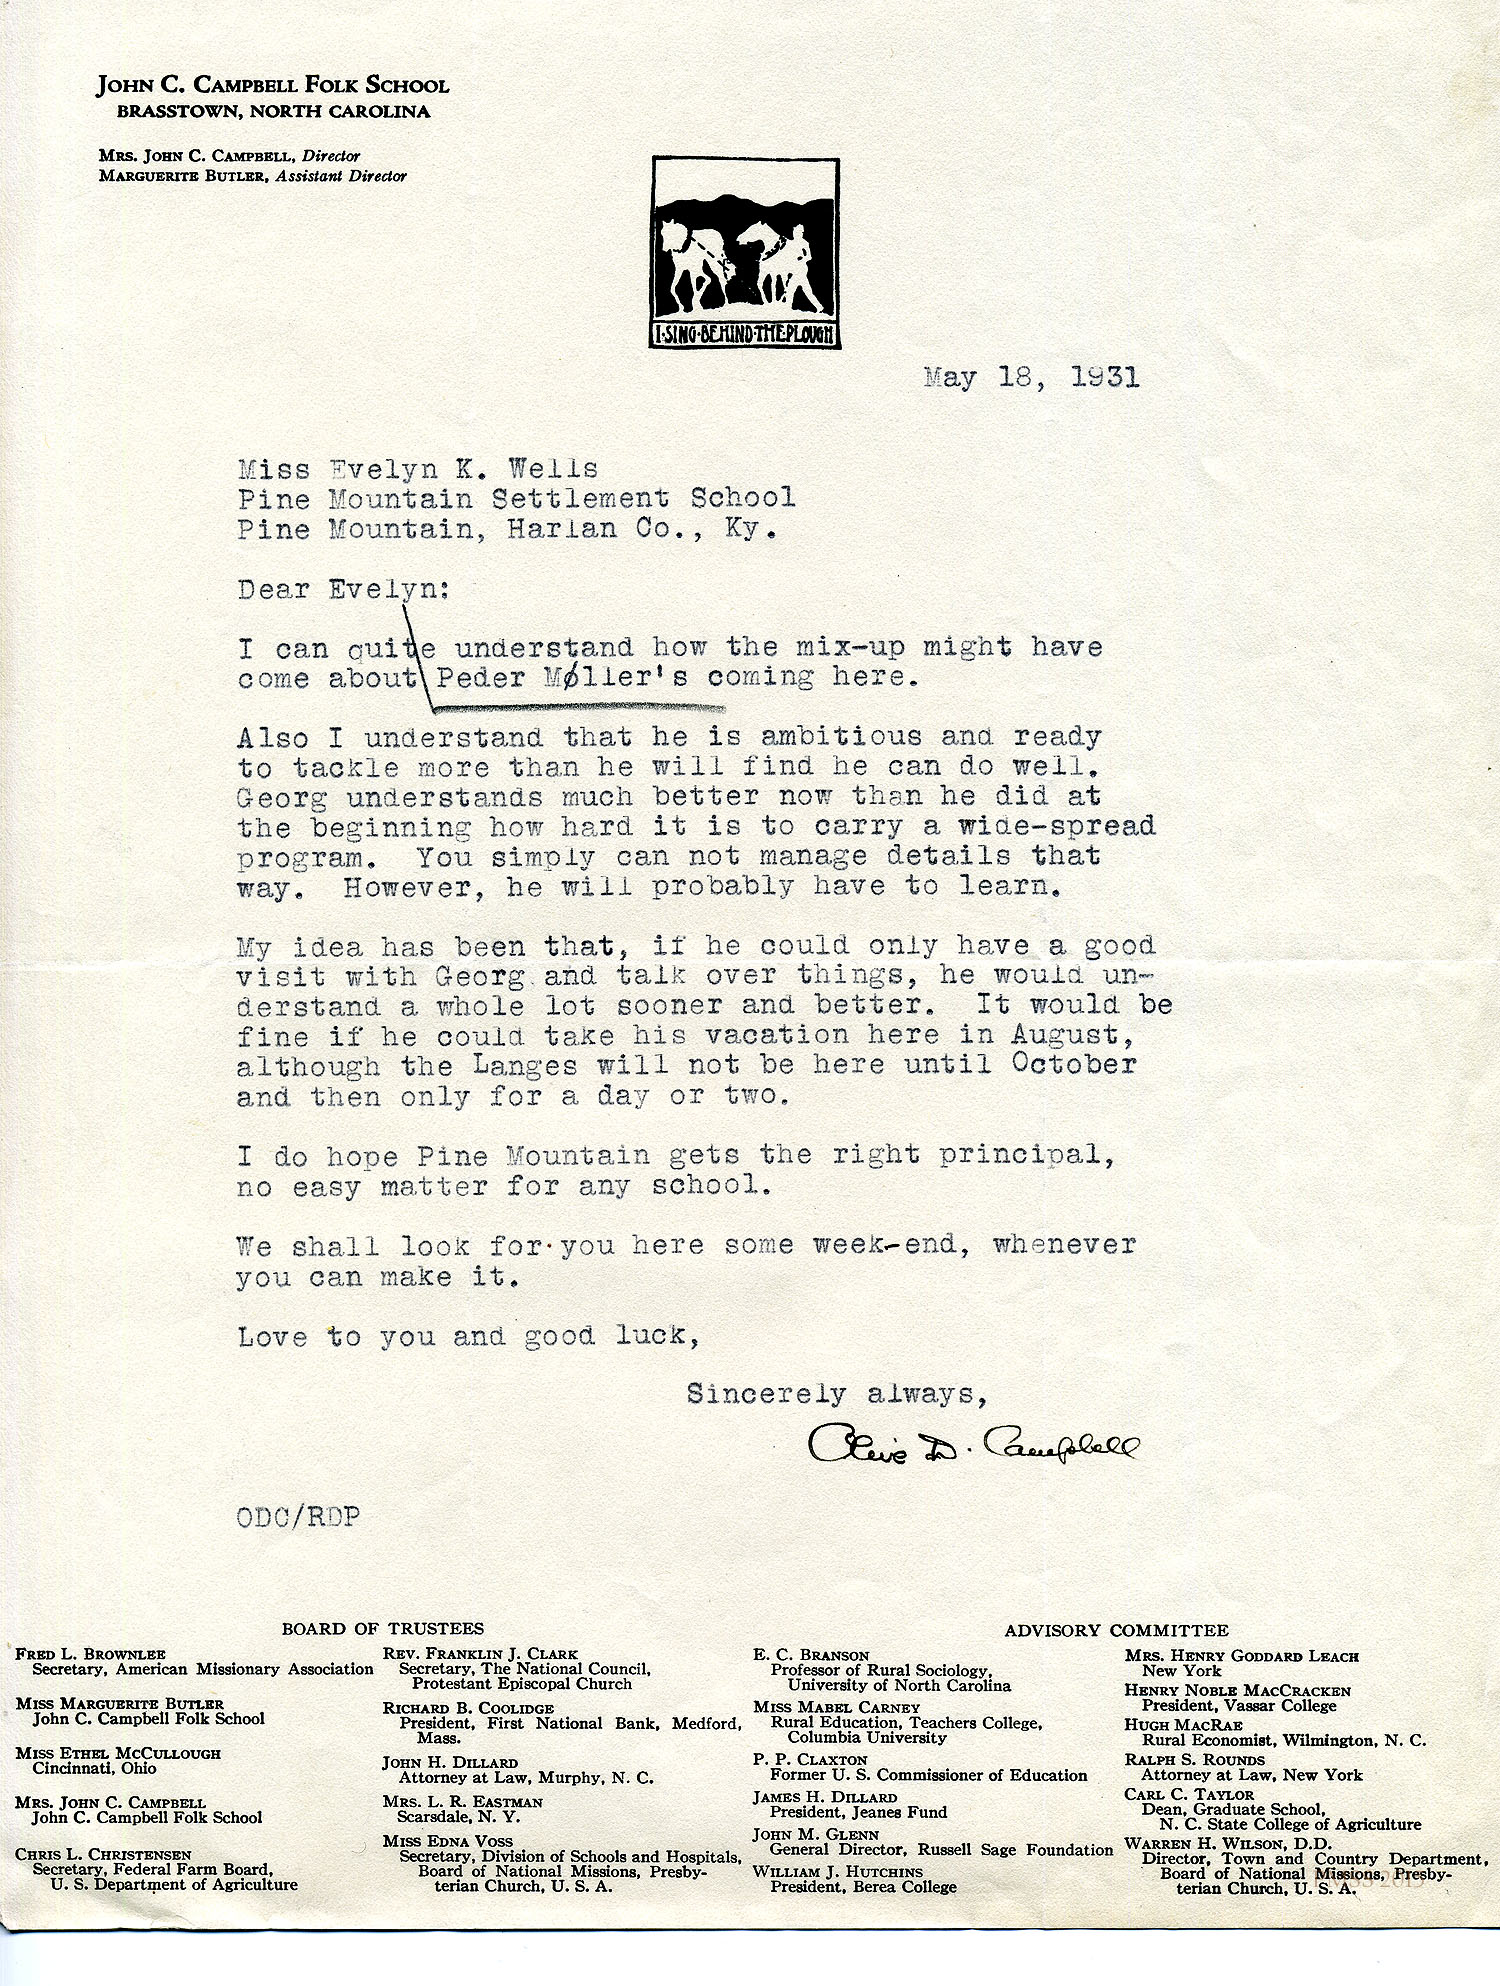 JOHN C. CAMPBELL FOLK SCHOOL
BRASSTOWN, NORTH CAROLINA
MRS. JOHN C. CAMPBELL, Director
MARGUERITE BUTLER, Assistant Director
I·SING·BEHIND·THE·PLOUGH
May 18, 1931
Miss Evelyn K. Wells
Pine Mountain Settlement School
Pine Mountain, Harlan Co., Ky.
Dear Evelyn:
I can quite understand how the mix-up might have
come about Peder Møller's coming here.
Also I understand that he is ambitious and ready
to tackle more than he will find he can do well.
Georg understands much better now than he did at
the beginning how hard it is to carry a wide-spread
program. You simply can not manage details that
way. However, he will probably have to learn.
My idea has been that, if he could only have a good
visit with Georg and talk over things, he would un-
derstand a whole lot sooner and better. It would be
fine if he could take his vacation here in August,
although the Langes will not be here until October
and then only for a day or two.
I do hope Pine Mountain gets the right principal,
no easy matter for any school.
We shall look for you here some week-end, whenever
you can make it.
Love to you and good luck,
Sincerely always,
Olive D. Campbell
ODC/RDP
BOARD OF TRUSTEES
FRED L. BROWNLEE
Secretary, American Missionary Association
MISS MARGUERITE BUTLER
John C. Campbell Folk School
MISS ETHEL MCCULLOUGH
Cincinnati, Ohio
MRS. JOHN C. CAMPBELL
John C. Campbell Folk School
CHRIS L. CHRISTENSEN
Secretary, Federal Farm Board,
U. S. Department of Agriculture
REV. FRANKLIN J. CLARK
Secretary, The National Council,
Protestant Episcopal Church
RICHARD B. COOLIDGE
President, First National Bank, Medford,
Mass.
JOHN H. DILLARD
Attorney at Law, Murphy, N. C.
MRS. L. R. EASTMAN
Scarsdale, N. Y.
MISS EDNA VOSS
Secretary, Division of Schools and Hospitals,
Board of National Missions, Presby-
terian Church, U. S. A.
ADVISORY COMMITTEE
E. C. BRANSON
Professor of Rural Sociology,
University of North Carolina
MISS MABEL CARNEY
Rural Education, Teachers College,
Columbia University
P. P. CLAXTON
Former U. S. Commissioner of Education
JAMES H. DILLARD
President, Jeanes Fund
JOHN M. GLENN
General Director, Russell Sage Foundation
WILLIAM J. HUTCHINS
President, Berea College
MRS. HENRY GODDARD LEACH
New York
HENRY NOBLE MACCRACKEN
President, Vassar College
HUGH MACRAE
Rural Economist, Wilmington, N. C.
RALPH S. ROUNDS
Attorney at Law, New York
CARL C. TAYLOR
Dean, Graduate School,
N. C. State College of Agriculture
WARREN H. WILSON, D.D.
Director, Town and Country Department,
Board of National Missions, Presby-
terian Church, U. S. A.